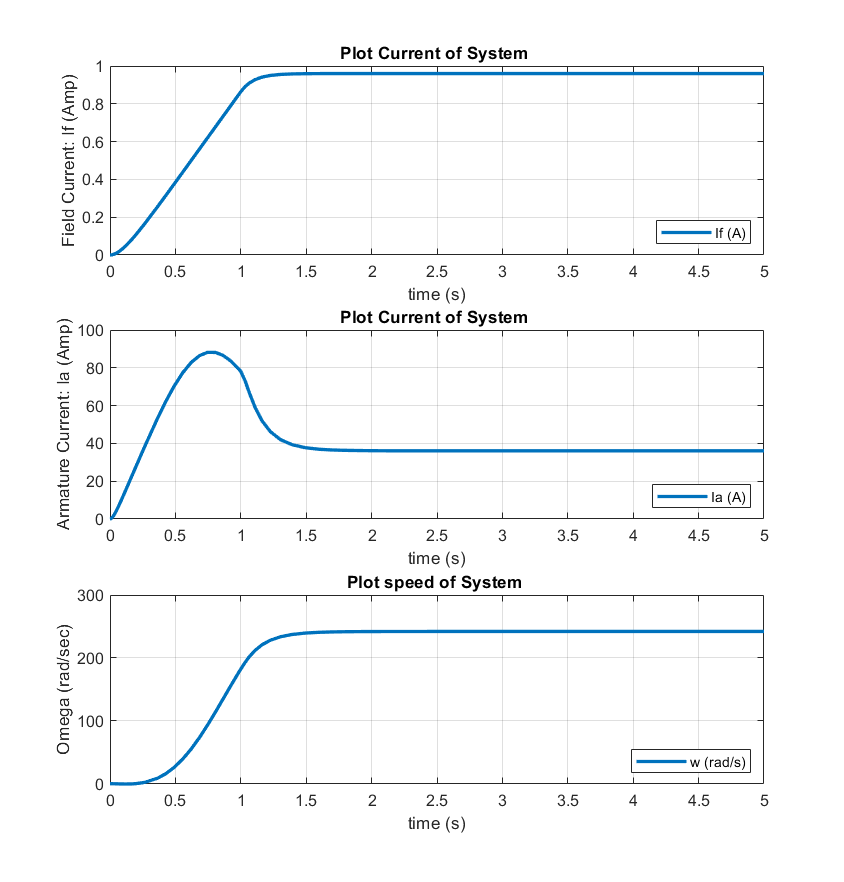 Plot Current of System
Field Current: If (Amp)
1
0.8
0.6
0.4
0.2
0
If (A)
0 0.5 1 1.5 2 2.5 3 3.5 4 4.5 5
time (s)
Plot Current of System
Armature Current: Ia (Amp)
100
80
60
40
20
0
Ia (A)
0 0.5 1 1.5 2 2.5 3 3.5 4 4.5 5
time (s)
Plot speed of System
Omega (rad/sec)
300
200
100
0
w (rad/s)
0 0.5 1 1.5 2 2.5 3 3.5 4 4.5 5
time (s)